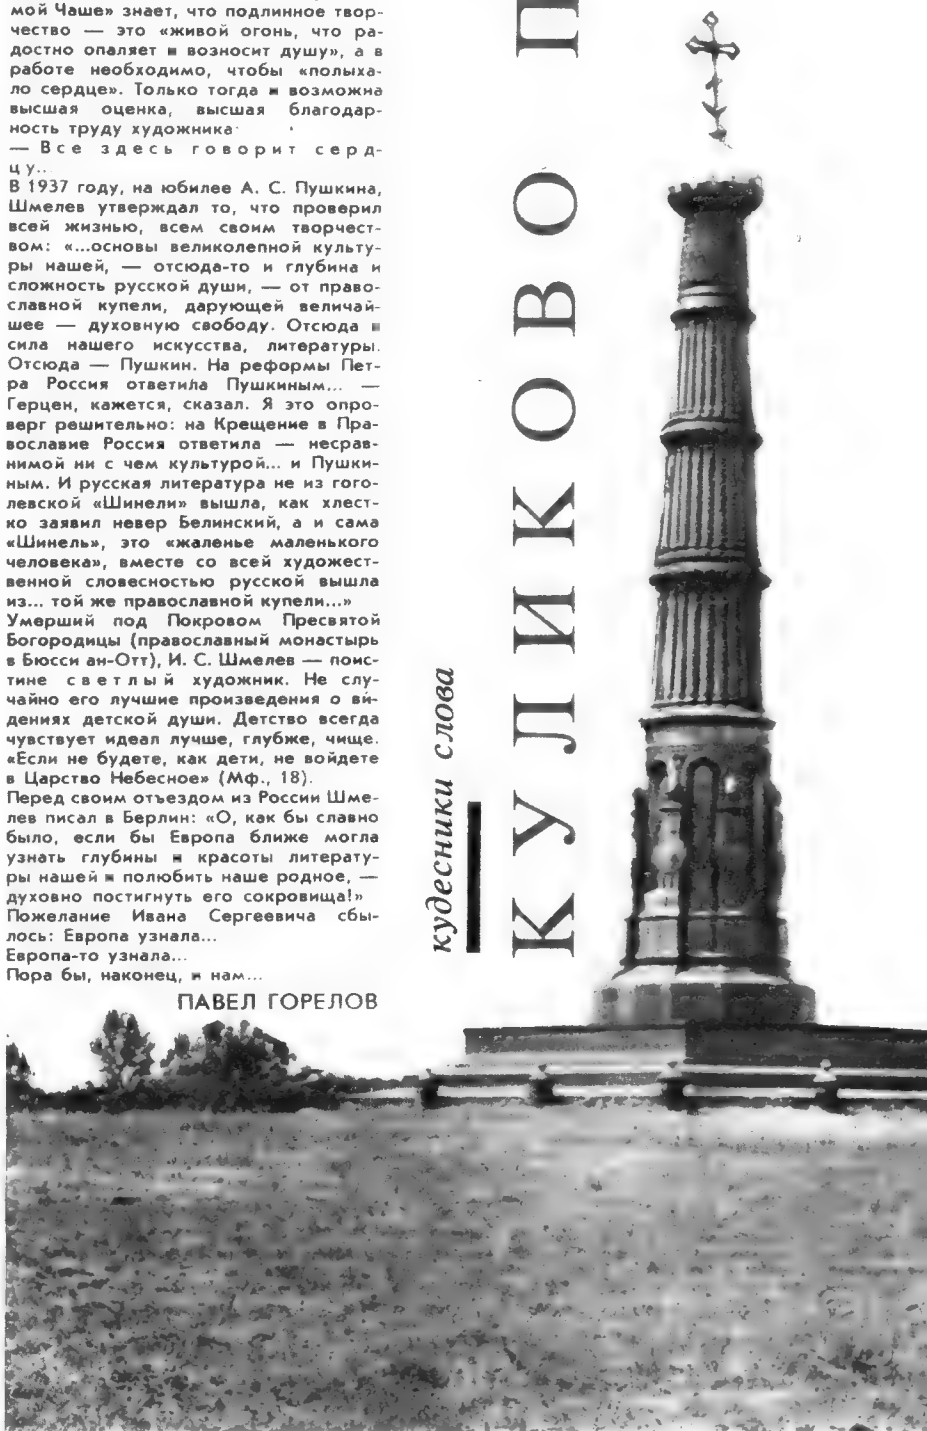 мой Чаше» знает, что подлинное твор-
чество — это «живой огонь, что ра-
достно опаляет и возносит душу», а в
работе необходимо, чтобы «полыха-
ло сердце». Только тогда и возможна
высшая оценка, высшая благодар-
ность труду художника
— Все здесь говорит серд-
цу..
В 1937 году, на юбилее А. С. Пушкина,
Шмелев утверждал то, что проверил
всей жизнью, всем своим творчест-
вом: «...основы великолепной культу-
ры нашей, — отсюда-то и глубина и
сложность русской души, — от право-
славной купели, дарующей величай-
шее — духовную свободу. Отсюда и
сила нашего искусства, литературы.
Отсюда — Пушкин. На реформы Пет-
ра Россия ответила Пушкиным... —
Герцен, кажется, сказал. Я это опро-
верг решительно: на Крещение в Пра-
вославие Россия ответила — несрав-
нимой ни с чем культурой... и Пушки-
ным. И русская литература не из гого-
левской «Шинели» вышла, как хлест-
ко заявил невер Белинский, а и сама
«Шинель», это «жаленье маленького
человека», вместе со всей художест-
венной словесностью русской вышла
из... той же православной купели...»
Умерший под Покровом Пресвятой
Богородицы (православный монастырь
в Бюсси ан-Отт), И. С. Шмелев — поис-
тине светлый художник. Не слу-
чайно его лучшие произведения о ви-
дениях детской души. Детство всегда
чувствует идеал лучше, глубже, чище.
«Если не будете, как дети, не войдете
в Царство Небесное» (Мф., 18).
Перед своим отъездом из России Шме-
лев писал в Берлин: «О, как бы славно
было, если бы Европа ближе могла
узнать глубины и красоты литерату-
ры нашей и полюбить наше родное, —
духовно постигнуть его сокровища!»
Пожелание Ивана Сергеевича сбы-
лось: Европа узнала...
Европа-то узнала...
Пора бы, наконец, и нам...
ПАВЕЛ ГОРЕЛОВ
кудесники слова
КУЛИКОВО П